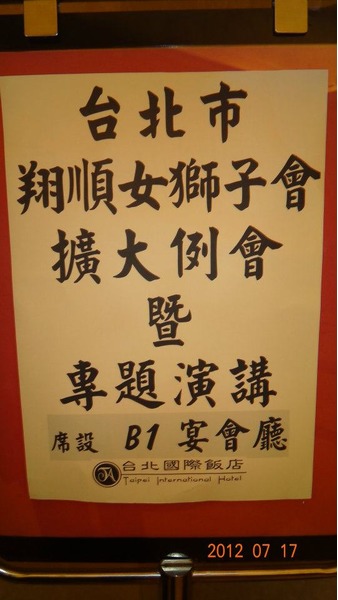 台北市
翔順女獅子會
擴大例會
暨
專題演講
席設 B1 宴會廳
台北國際飯店
Taipei International Hotel
2012 07 17